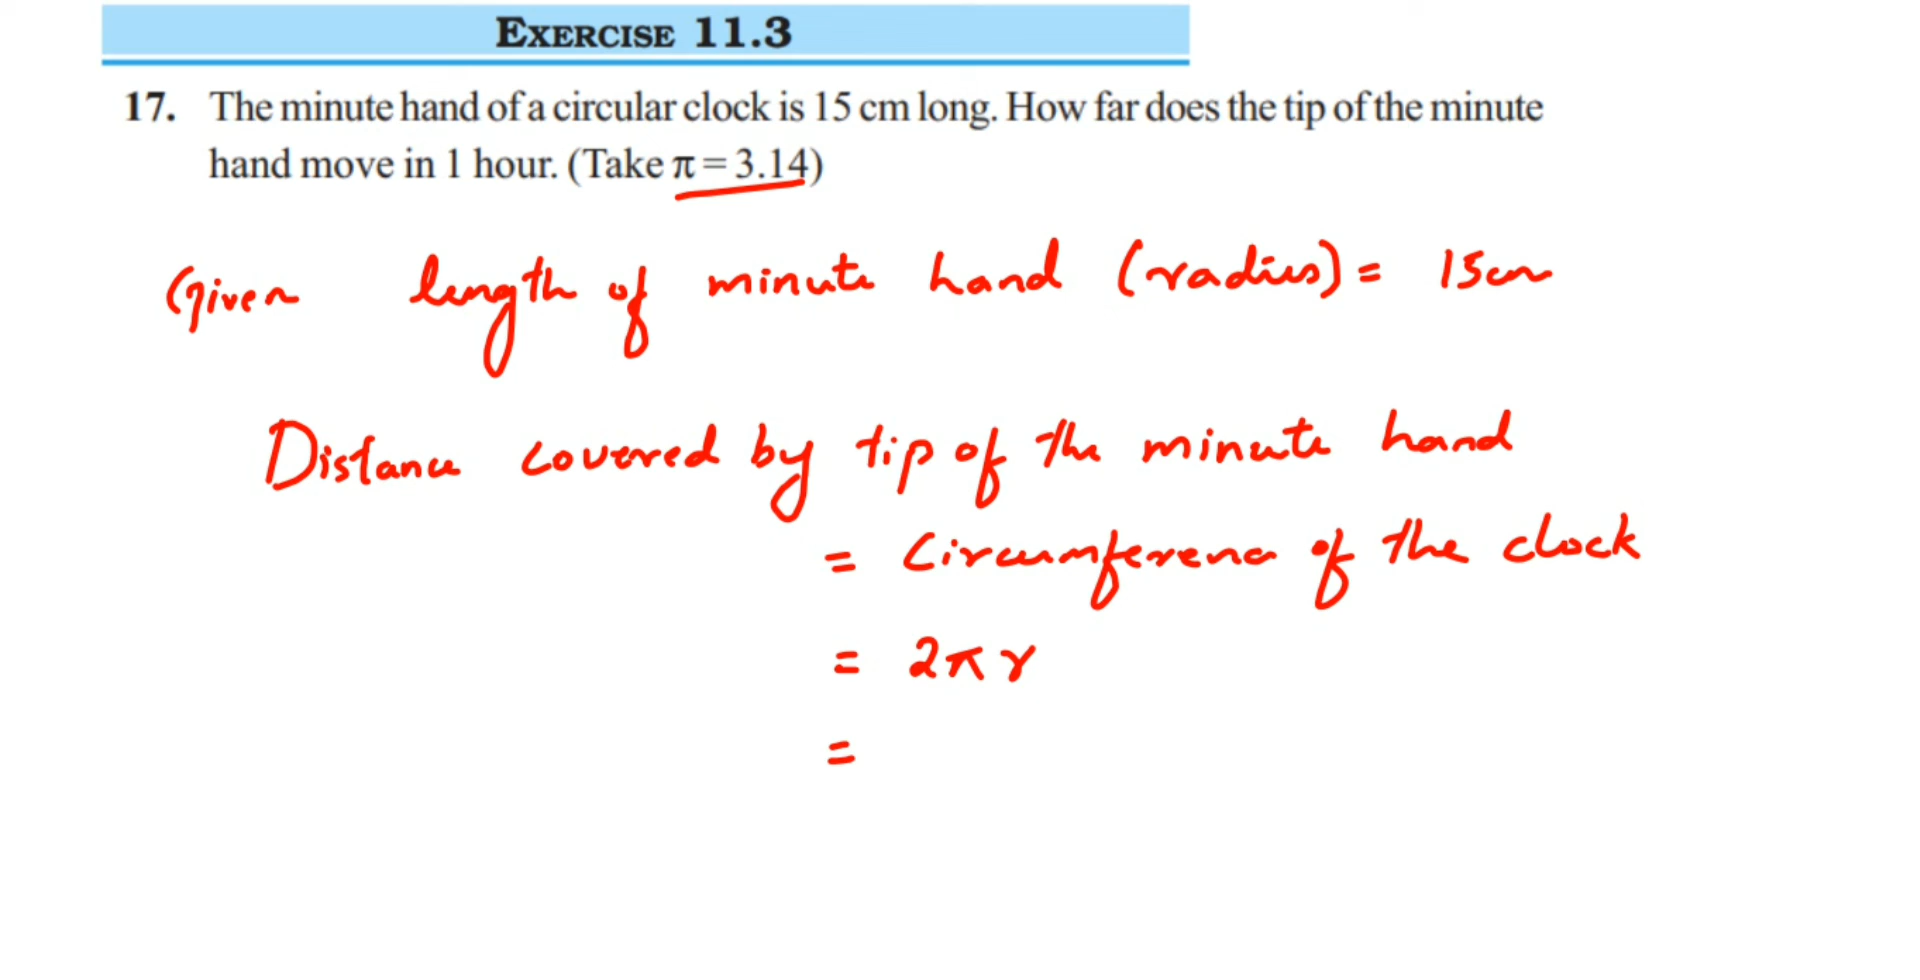 EXERCISE 11.3
17. The minute hand of a circular clock is 15 cm long. How far does the tip of the minute
hand move in 1 hour. (Take π = 3.14)
Given length of minute hand (radius) = 15cm
Distance covered by tip of the minute hand
= Circumference of the clock
= 2πr
=